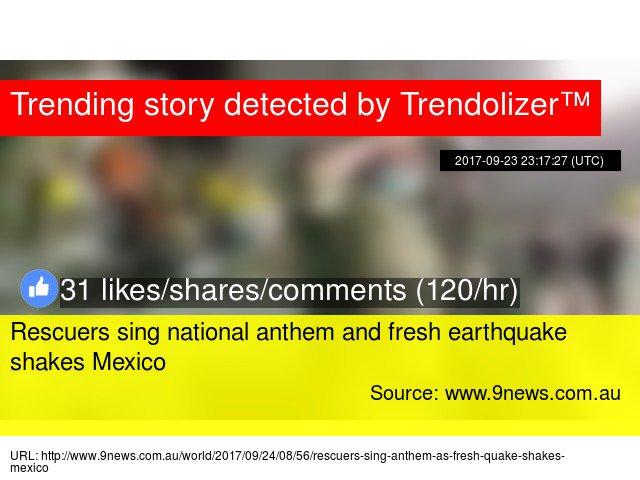 Trending story detected by Trendolizer™
2017-09-23 23:17:27 (UTC)
31 likes/shares/comments (120/hr)
Rescuers sing national anthem and fresh earthquake
shakes Mexico
Source: www.9news.com.au
URL: http://www.9news.com.au/world/2017/09/24/08/56/rescuers-sing-anthem-as-fresh-quake-shakes-
mexico